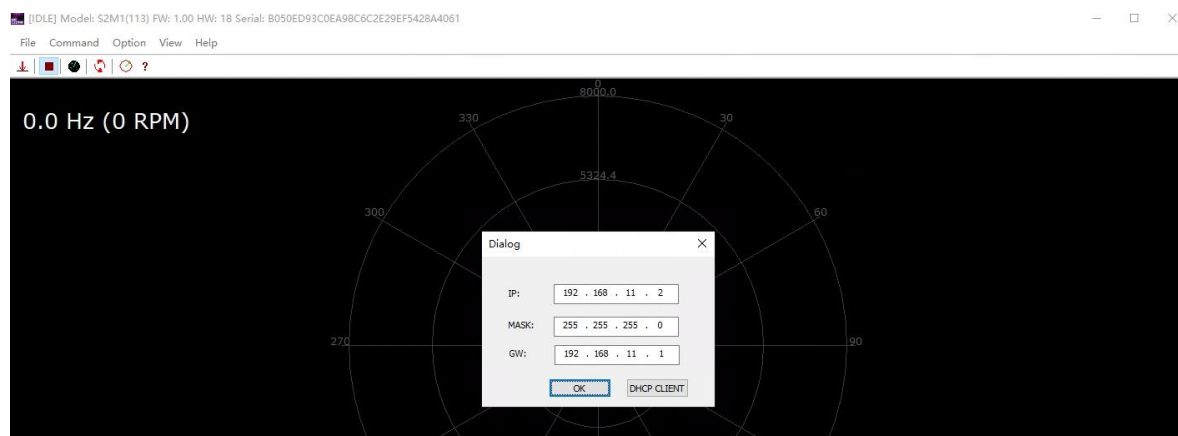 [IDLE] Model: S2M1(113) FW: 1.00 HW: 18 Serial: B050ED93C0EA98C6C2E29EF5428A4061
File Command Option View Help
?
0.0 Hz (0 RPM)
0
8000.0
330
30
5324.4
300
60
Dialog
IP: 192 . 168 . 11 . 2
MASK: 255 . 255 . 255 . 0
270
90
GW: 192 . 168 . 11 . 1
OK DHCP CLIENT